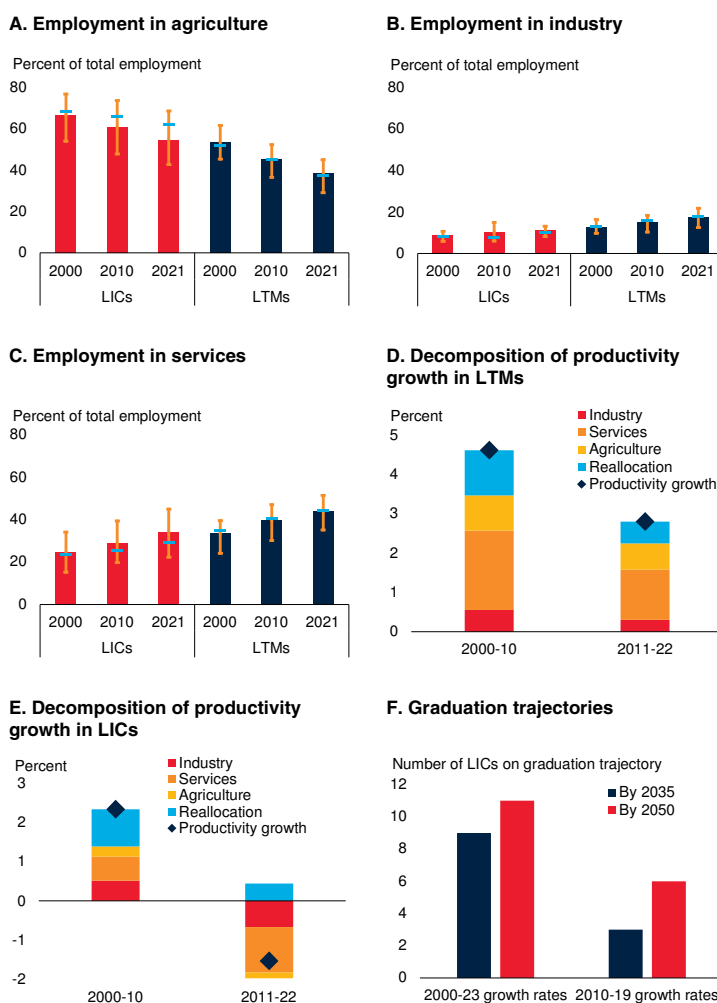 A. Employment in agriculture
Percent of total employment
80
60
40
20
0
2000 2010 2021 2000 2010 2021
LICs LTMs
B. Employment in industry
Percent of total employment
80
60
40
20
0
2000 2010 2021 2000 2010 2021
LICs LTMs
C. Employment in services
Percent of total employment
80
60
40
20
0
2000 2010 2021 2000 2010 2021
LICs LTMs
D. Decomposition of productivity
growth in LTMs
Percent
Industry
Services
Agriculture
Reallocation
Productivity growth
5
4
3
2
1
0
2000-10 2011-22
E. Decomposition of productivity
growth in LICs
Percent
Industry
Services
Agriculture
Reallocation
Productivity growth
3
2
1
0
-1
-2
2000-10 2011-22
F. Graduation trajectories
Number of LICs on graduation trajectory
By 2035
By 2050
12
10
8
6
4
2
0
2000-23 growth rates 2010-19 growth rates